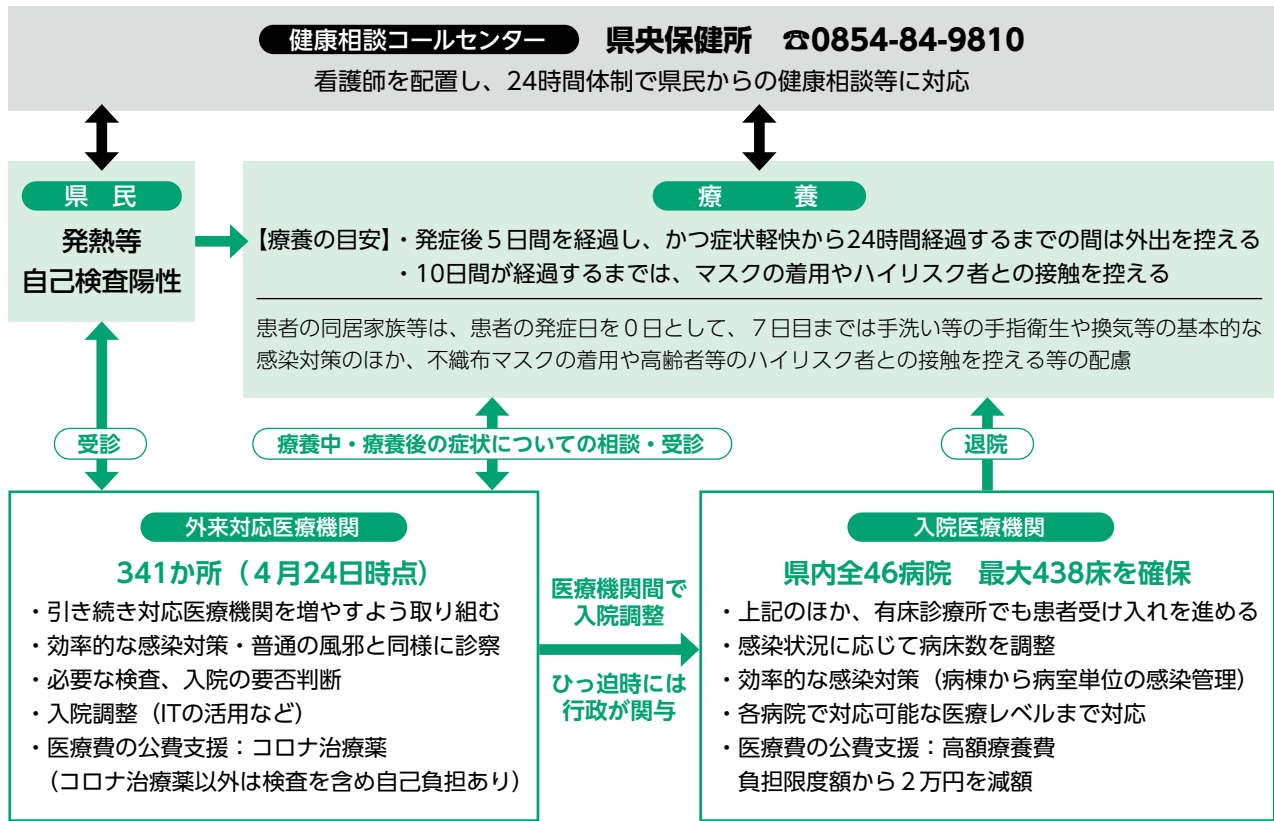 健康相談コールセンター 県央保健所 ☎0854-84-9810
看護師を配置し、24時間体制で県民からの健康相談等に対応
県 民
発熱等
自己検査陽性
療 養
【療養の目安】・発症後５日間を経過し、かつ症状軽快から24時間経過するまでの間は外出を控える
・10日間が経過するまでは、マスクの着用やハイリスク者との接触を控える
患者の同居家族等は、患者の発症日を０日として、７日目までは手洗い等の手指衛生や換気等の基本的な
感染対策のほか、不織布マスクの着用や高齢者等のハイリスク者との接触を控える等の配慮
受診
療養中・療養後の症状についての相談・受診
退院
外来対応医療機関
341か所（４月24日時点）
・引き続き対応医療機関を増やすよう取り組む
・効率的な感染対策・普通の風邪と同様に診察
・必要な検査、入院の要否判断
・入院調整（ITの活用など）
・医療費の公費支援：コロナ治療薬
（コロナ治療薬以外は検査を含め自己負担あり）
医療機関間で
入院調整
ひっ迫時には
行政が関与
入院医療機関
県内全46病院 最大438床を確保
・上記のほか、有床診療所でも患者受け入れを進める
・感染状況に応じて病床数を調整
・効率的な感染対策（病棟から病室単位の感染管理）
・各病院で対応可能な医療レベルまで対応
・医療費の公費支援：高額療養費
負担限度額から２万円を減額